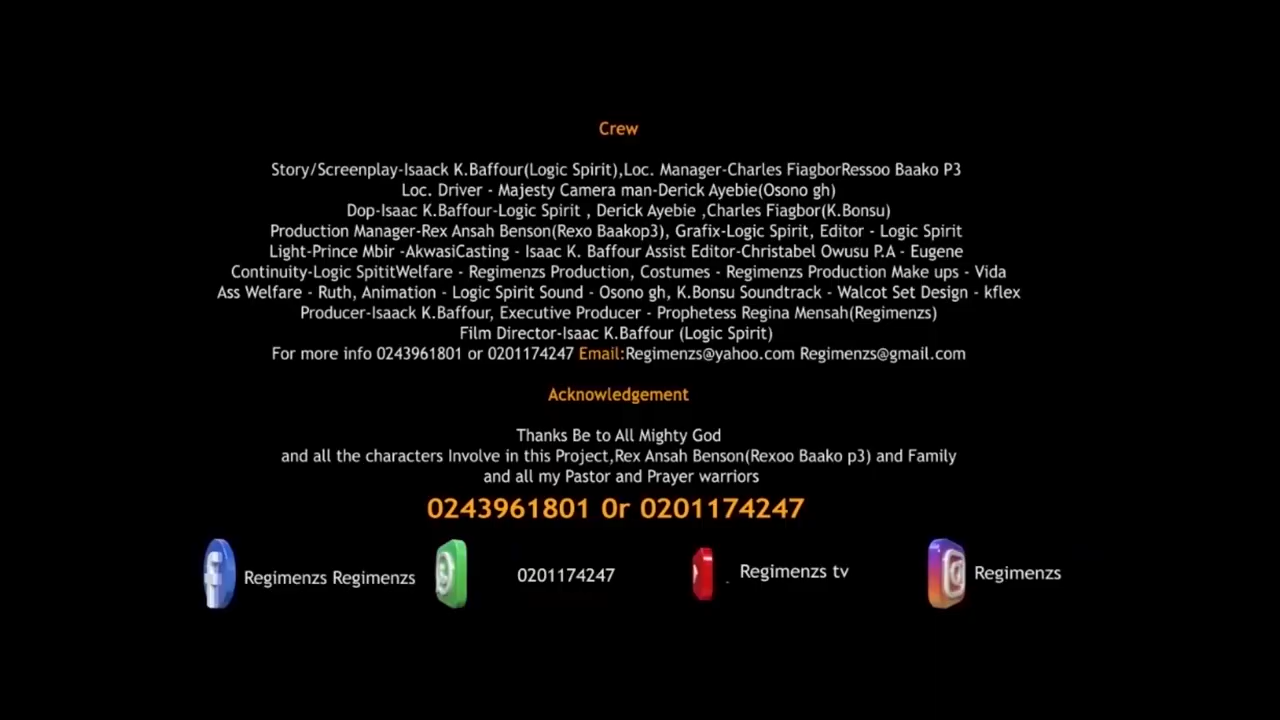 Crew
Story/Screenplay-Isaack K.Baffour(Logic Spirit),Loc. Manager-Charles FiagborRessoo Baako P3
Loc. Driver - Majesty Camera man-Derick Ayebie(Osono gh)
Dop-Isaac K.Baffour-Logic Spirit , Derick Ayebie ,Charles Fiagbor(K.Bonsu)
Production Manager-Rex Ansah Benson(Rexo Baakop3), Grafix-Logic Spirit, Editor - Logic Spirit
Light-Prince Mbir -AkwasiCasting - Isaac K. Baffour Assist Editor-Christabel Owusu P.A - Eugene
Continuity-Logic SpititWelfare - Regimenzs Production, Costumes - Regimenzs Production Make ups - Vida
Ass Welfare - Ruth, Animation - Logic Spirit Sound - Osono gh, K.Bonsu Soundtrack - Walcot Set Design - kflex
Producer-Isaack K.Baffour, Executive Producer - Prophetess Regina Mensah(Regimenzs)
Film Director-Isaac K.Baffour (Logic Spirit)
For more info 0243961801 or 0201174247 Email:Regimenzs@yahoo.com Regimenzs@gmail.com
Acknowledgement
Thanks Be to All Mighty God
and all the characters Involve in this Project,Rex Ansah Benson(Rexoo Baako p3) and Family
and all my Pastor and Prayer warriors
0243961801 0r 0201174247
Regimenzs Regimenzs 0201174247 Regimenzs tv Regimenzs